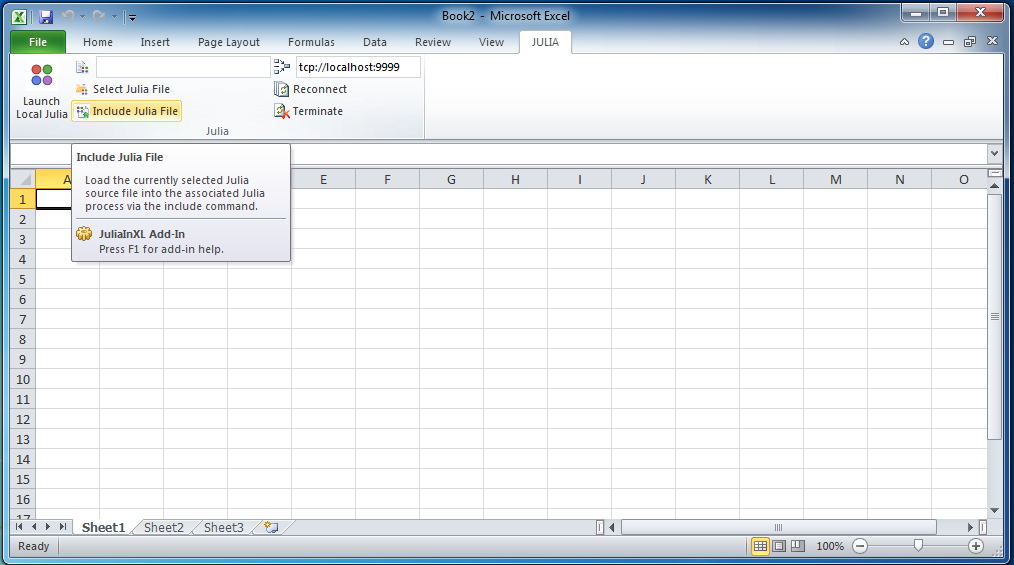 Book2 - Microsoft Excel
File Home Insert Page Layout Formulas Data Review View JULIA
tcp://localhost:9999
Select Julia File Reconnect
Launch
Local Julia
Include Julia File Terminate
Julia
Include Julia File
Load the currently selected Julia
source file into the associated Julia
process via the include command.
JuliaInXL Add-In
Press F1 for add-in help.
A E F G H I J K L M N O
1
2
3
4
5
6
7
8
9
10
11
12
13
14
15
16
17
Sheet1 Sheet2 Sheet3
Ready 100%